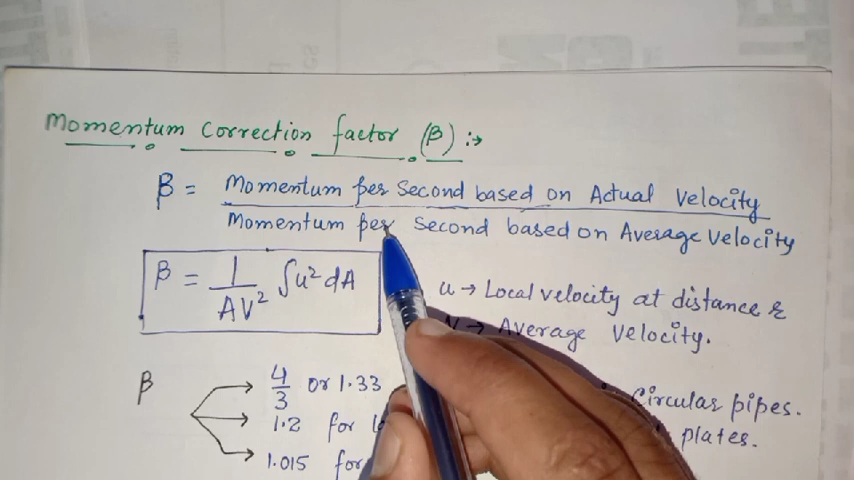 Momentum Correction factor (β) :→
β = Momentum per Second based on Actual Velocity
Momentum per Second based on Average Velocity
β = 1/AV² ∫u² dA
u → Local velocity at distance r
V → Average Velocity.
β
4/3 or 1.33 Circular pipes.
1.2 for plates.
1.015 for